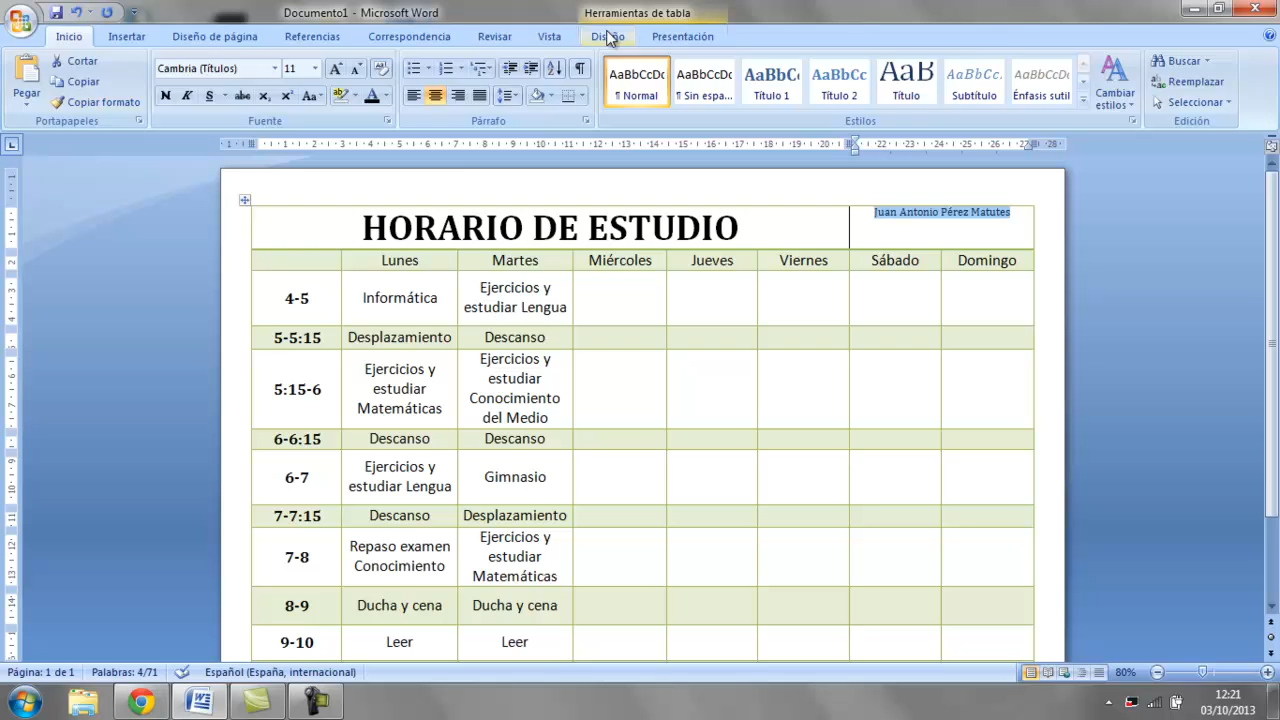 Documento1 - Microsoft Word
Herramientas de tabla
Inicio Insertar Diseño de página Referencias Correspondencia Revisar Vista Diseño Presentación
Pegar
Cortar
Copiar
Copiar formato
Portapapeles
Cambria (Títulos) 11
Fuente
Párrafo
AaBbCcDc AaBbCcDc AaBbC AaBbCc AaB AaBbCc. AaBbCcDc
¶ Normal ¶ Sin espa... Título 1 Título 2 Título Subtítulo Énfasis sutil
Cambiar estilos
Estilos
Buscar
Reemplazar
Seleccionar
Edición
HORARIO DE ESTUDIO
Juan Antonio Pérez Matutes
Lunes Martes Miércoles Jueves Viernes Sábado Domingo
4-5 Informática Ejercicios y estudiar Lengua
5-5:15 Desplazamiento Descanso
5:15-6 Ejercicios y estudiar Matemáticas Ejercicios y estudiar Conocimiento del Medio
6-6:15 Descanso Descanso
6-7 Ejercicios y estudiar Lengua Gimnasio
7-7:15 Descanso Desplazamiento
7-8 Repaso examen Conocimiento Ejercicios y estudiar Matemáticas
8-9 Ducha y cena Ducha y cena
9-10 Leer Leer
Página: 1 de 1 Palabras: 4/71 Español (España, internacional) 80%
12:21
03/10/2013